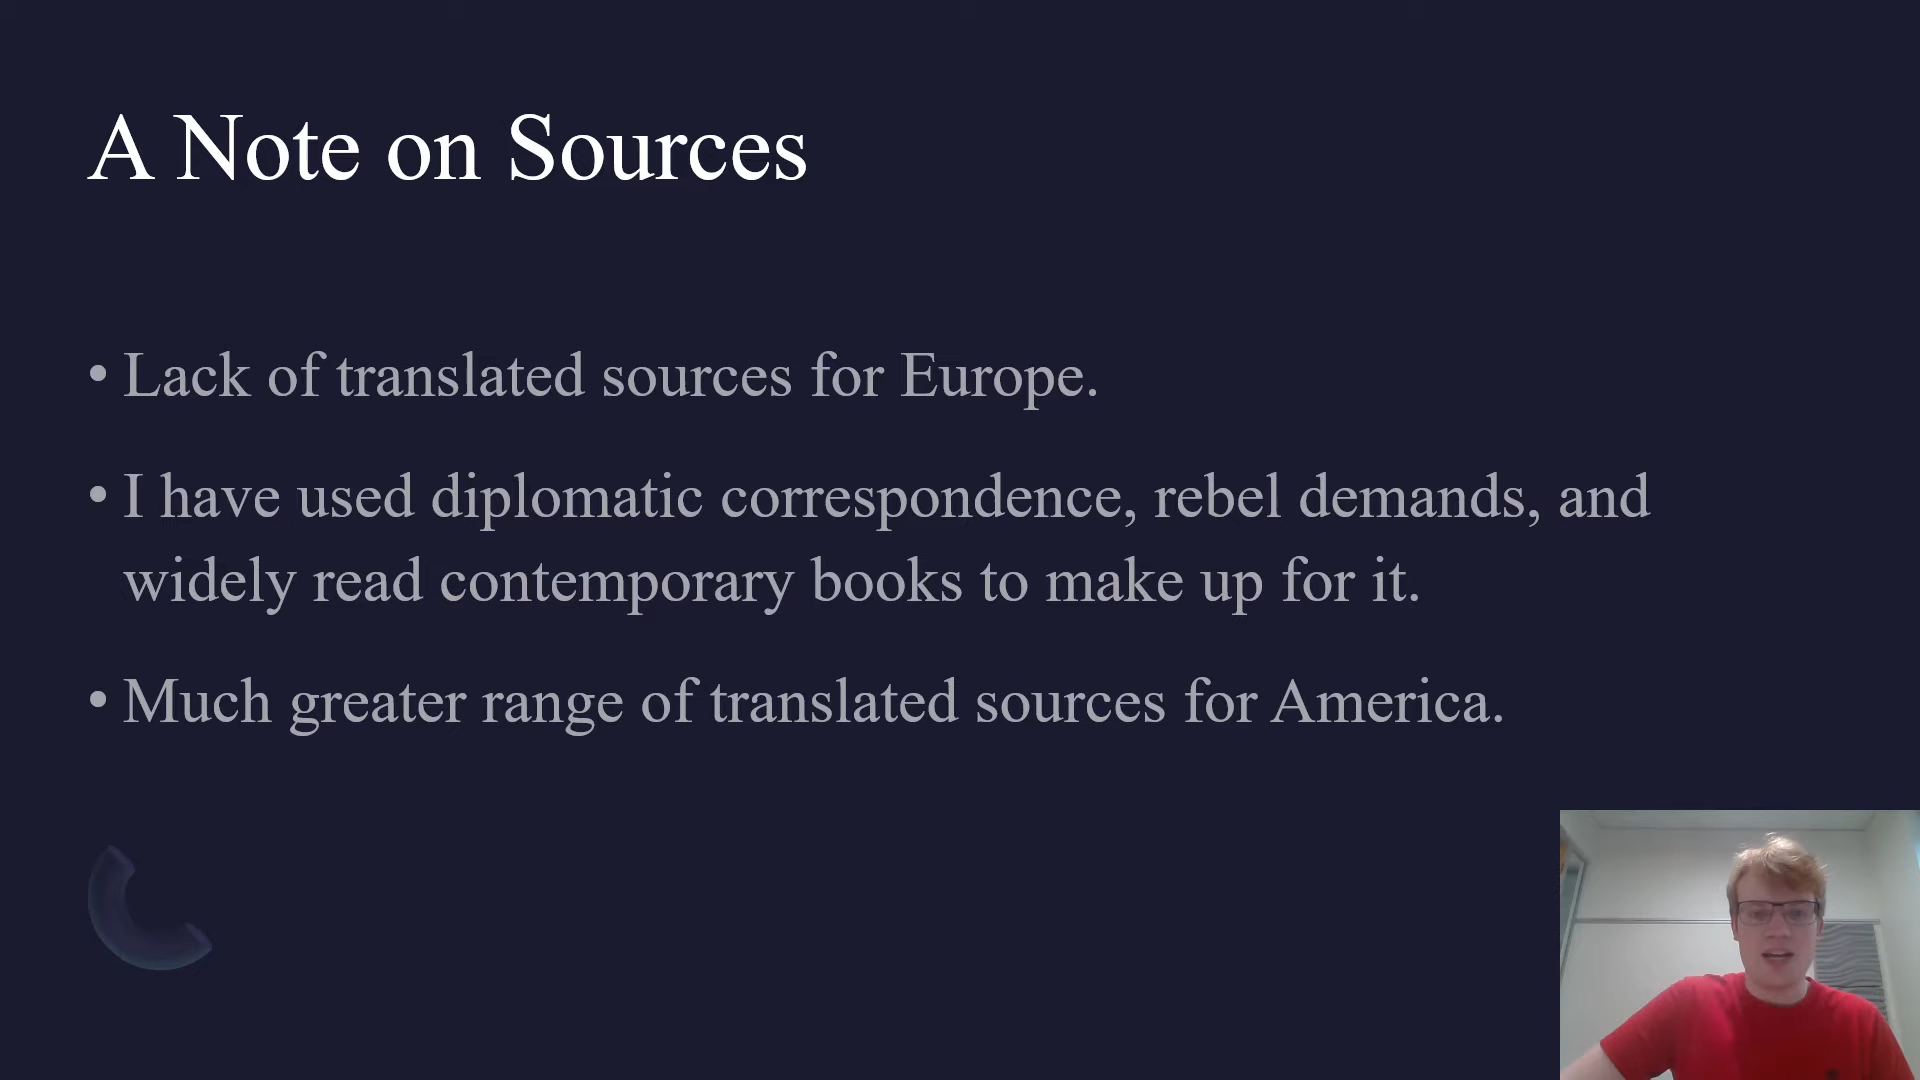 A Note on Sources
• Lack of translated sources for Europe.
• I have used diplomatic correspondence, rebel demands, and
widely read contemporary books to make up for it.
• Much greater range of translated sources for America.